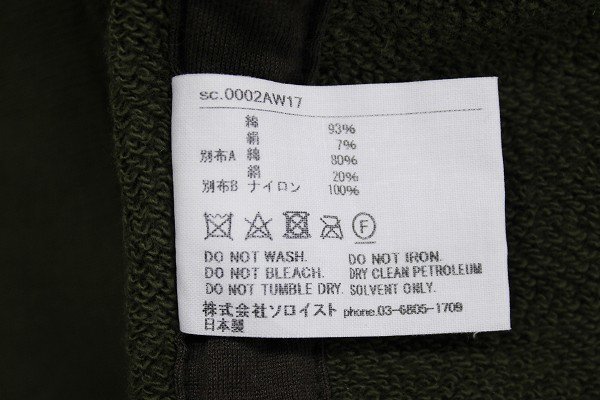 sc.0002AW17
綿 93%
絹 7%
別布A 綿 80%
絹 20%
別布B ナイロン 100%
F
DO NOT WASH. DO NOT IRON.
DO NOT BLEACH. DRY CLEAN PETROLEUM
DO NOT TUMBLE DRY. SOLVENT ONLY.
株式会社ソロイスト phone.03-6805-1709
日本製